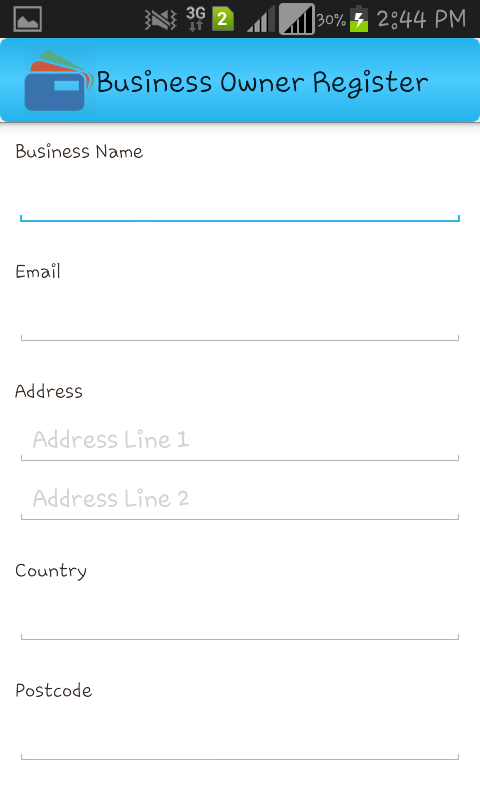 3G 2 30% 2:44 PM
Business Owner Register
Business Name
Email
Address
Address Line 1
Address Line 2
Country
Postcode